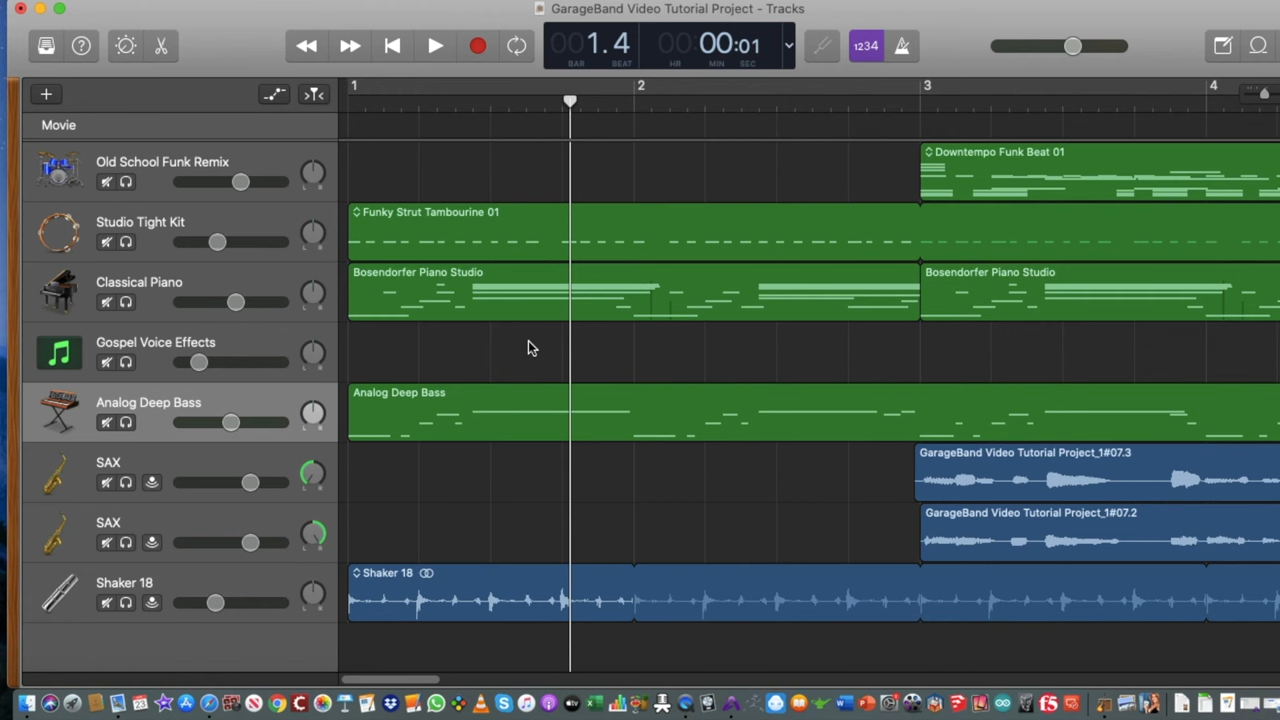 GarageBand Video Tutorial Project - Tracks
001.4
BAR BEAT
00:00:01
HR MIN SEC
1234
1 2 3 4
Movie
Old School Funk Remix
Downtempo Funk Beat 01
Studio Tight Kit
Funky Strut Tambourine 01
Classical Piano
Bosendorfer Piano Studio
Bosendorfer Piano Studio
Gospel Voice Effects
Analog Deep Bass
Analog Deep Bass
SAX
GarageBand Video Tutorial Project_1#07.3
SAX
GarageBand Video Tutorial Project_1#07.2
Shaker 18
Shaker 18